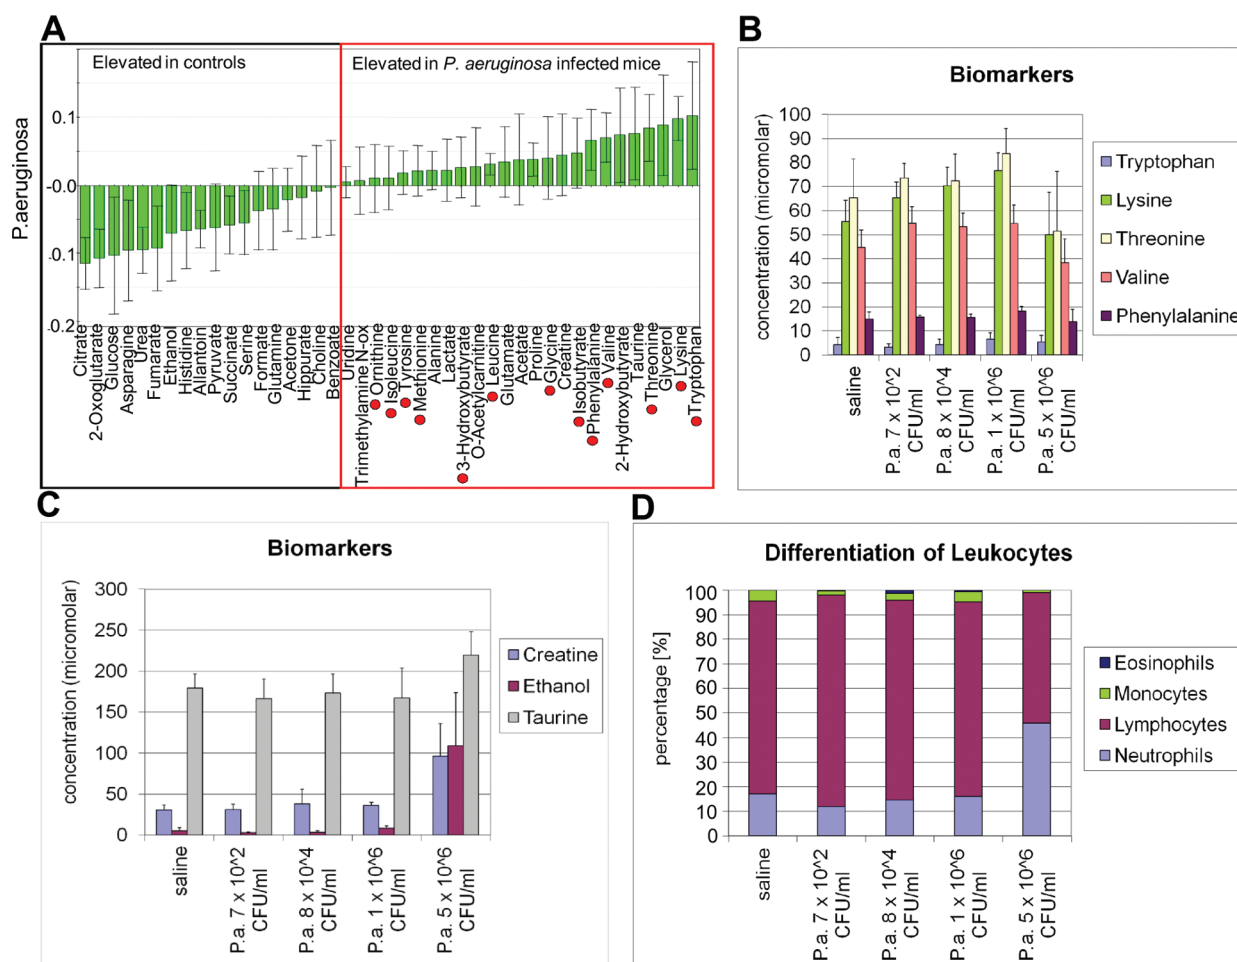 A
Elevated in controls
Elevated in P. aeruginosa infected mice
P.aeruginosa
0.1
-0.0
0.1
-0.2
Citrate
2-Oxoglutarate
Glucose
Asparagine
Urea
Fumarate
Ethanol
Histidine
Allantoin
Pyruvate
Succinate
Serine
Formate
Glutamine
Acetone
Hippurate
Choline
Benzoate
Uridine
Trimethylamine N-ox
Ornithine
Isoleucine
Tyrosine
Methionine
Alanine
Lactate
3-Hydroxybutyrate
O-Acetylcarnitine
Leucine
Glutamate
Acetate
Proline
Glycine
Creatine
Isobutyrate
Phenylalanine
Valine
2-Hydroxybutyrate
Taurine
Threonine
Glycerol
Lysine
Tryptophan
B
Biomarkers
concentration (micromolar)
100
90
80
70
60
50
40
30
20
10
0
saline
P.a. 7 x 10^2
CFU/ml
P.a. 8 x 10^4
CFU/ml
P.a. 1 x 10^6
CFU/ml
P.a. 5 x 10^6
CFU/ml
Tryptophan
Lysine
Threonine
Valine
Phenylalanine
C
Biomarkers
concentration (micromolar)
300
250
200
150
100
50
0
saline
P.a. 7 x 10^2
CFU/ml
P.a. 8 x 10^4
CFU/ml
P.a. 1 x 10^6
CFU/ml
P.a. 5 x 10^6
CFU/ml
Creatine
Ethanol
Taurine
D
Differentiation of Leukocytes
percentage [%]
100
90
80
70
60
50
40
30
20
10
0
saline
P.a. 7 x 10^2
CFU/ml
P.a. 8 x 10^4
CFU/ml
P.a. 1 x 10^6
CFU/ml
P.a. 5 x 10^6
CFU/ml
Eosinophils
Monocytes
Lymphocytes
Neutrophils